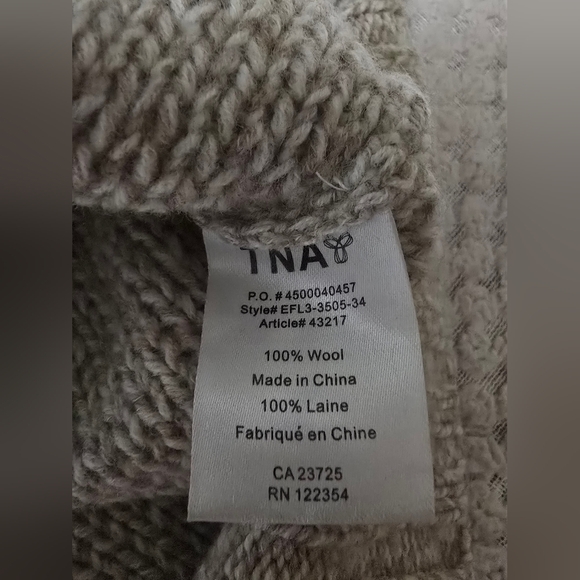 TNA
P.O. # 4500040457
Style# EFL3-3505-34
Article# 43217
100% Wool
Made in China
100% Laine
Fabriqué en Chine
CA 23725
RN 122354